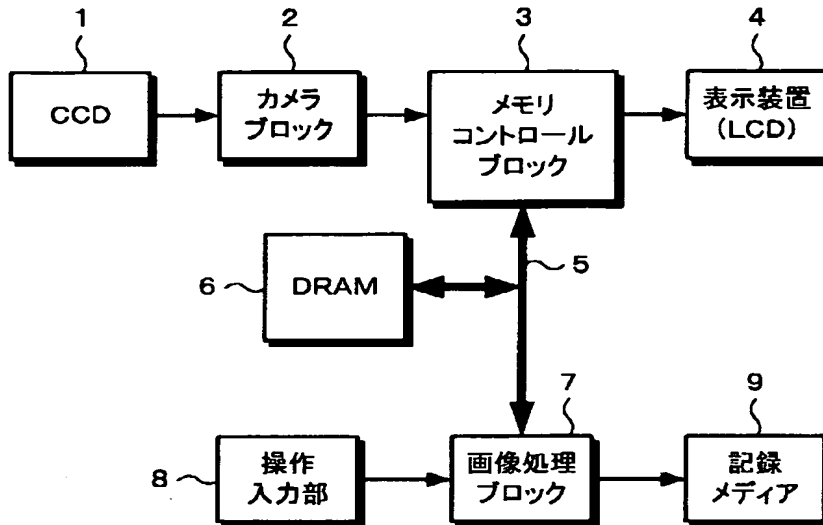 1
2
3
4
CCD
カメラ
ブロック
メモリ
コントロール
ブロック
表示装置
(LCD)
5
6
DRAM
7
9
8
操作
入力部
画像処理
ブロック
記録
メディア